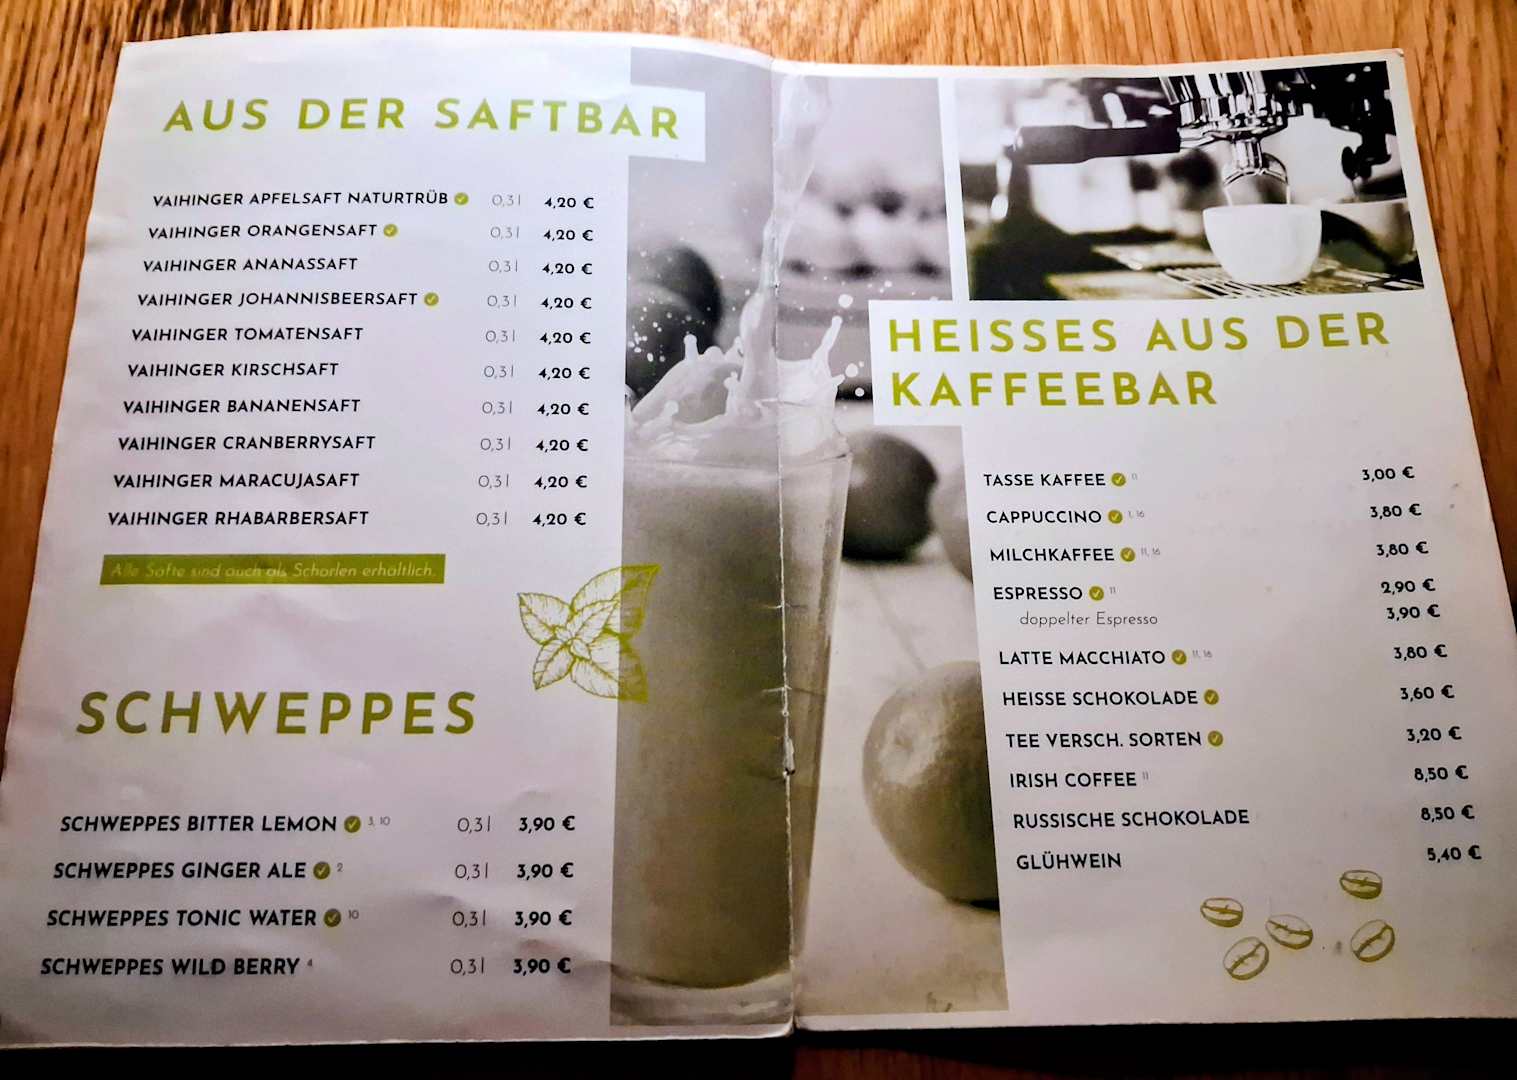 AUS DER SAFTBAR
VAIHINGER APFELSAFT NATURTRÜB 0,3 l 4,20 €
VAIHINGER ORANGENSAFT 0,3 l 4,20 €
VAIHINGER ANANASSAFT 0,3 l 4,20 €
VAIHINGER JOHANNISBEERSAFT 0,3 l 4,20 €
VAIHINGER TOMATENSAFT 0,3 l 4,20 €
VAIHINGER KIRSCHSAFT 0,3 l 4,20 €
VAIHINGER BANANENSAFT 0,3 l 4,20 €
VAIHINGER CRANBERRYSAFT 0,3 l 4,20 €
VAIHINGER MARACUJASAFT 0,3 l 4,20 €
VAIHINGER RHABARBERSAFT 0,3 l 4,20 €
Alle Säfte sind auch als Schorlen erhältlich.
SCHWEPPES
SCHWEPPES BITTER LEMON 3, 10 0,3 l 3,90 €
SCHWEPPES GINGER ALE 2 0,3 l 3,90 €
SCHWEPPES TONIC WATER 10 0,3 l 3,90 €
SCHWEPPES WILD BERRY 4 0,3 l 3,90 €
HEISSES AUS DER
KAFFEEBAR
TASSE KAFFEE 11 3,00 €
CAPPUCCINO 3,80 €
MILCHKAFFEE 11, 16 3,80 €
ESPRESSO 11 2,90 €
doppelter Espresso 3,90 €
LATTE MACCHIATO 11, 16 3,80 €
HEISSE SCHOKOLADE 3,60 €
TEE VERSCH. SORTEN 3,20 €
IRISH COFFEE 11 8,50 €
RUSSISCHE SCHOKOLADE 8,50 €
GLÜHWEIN 5,40 €